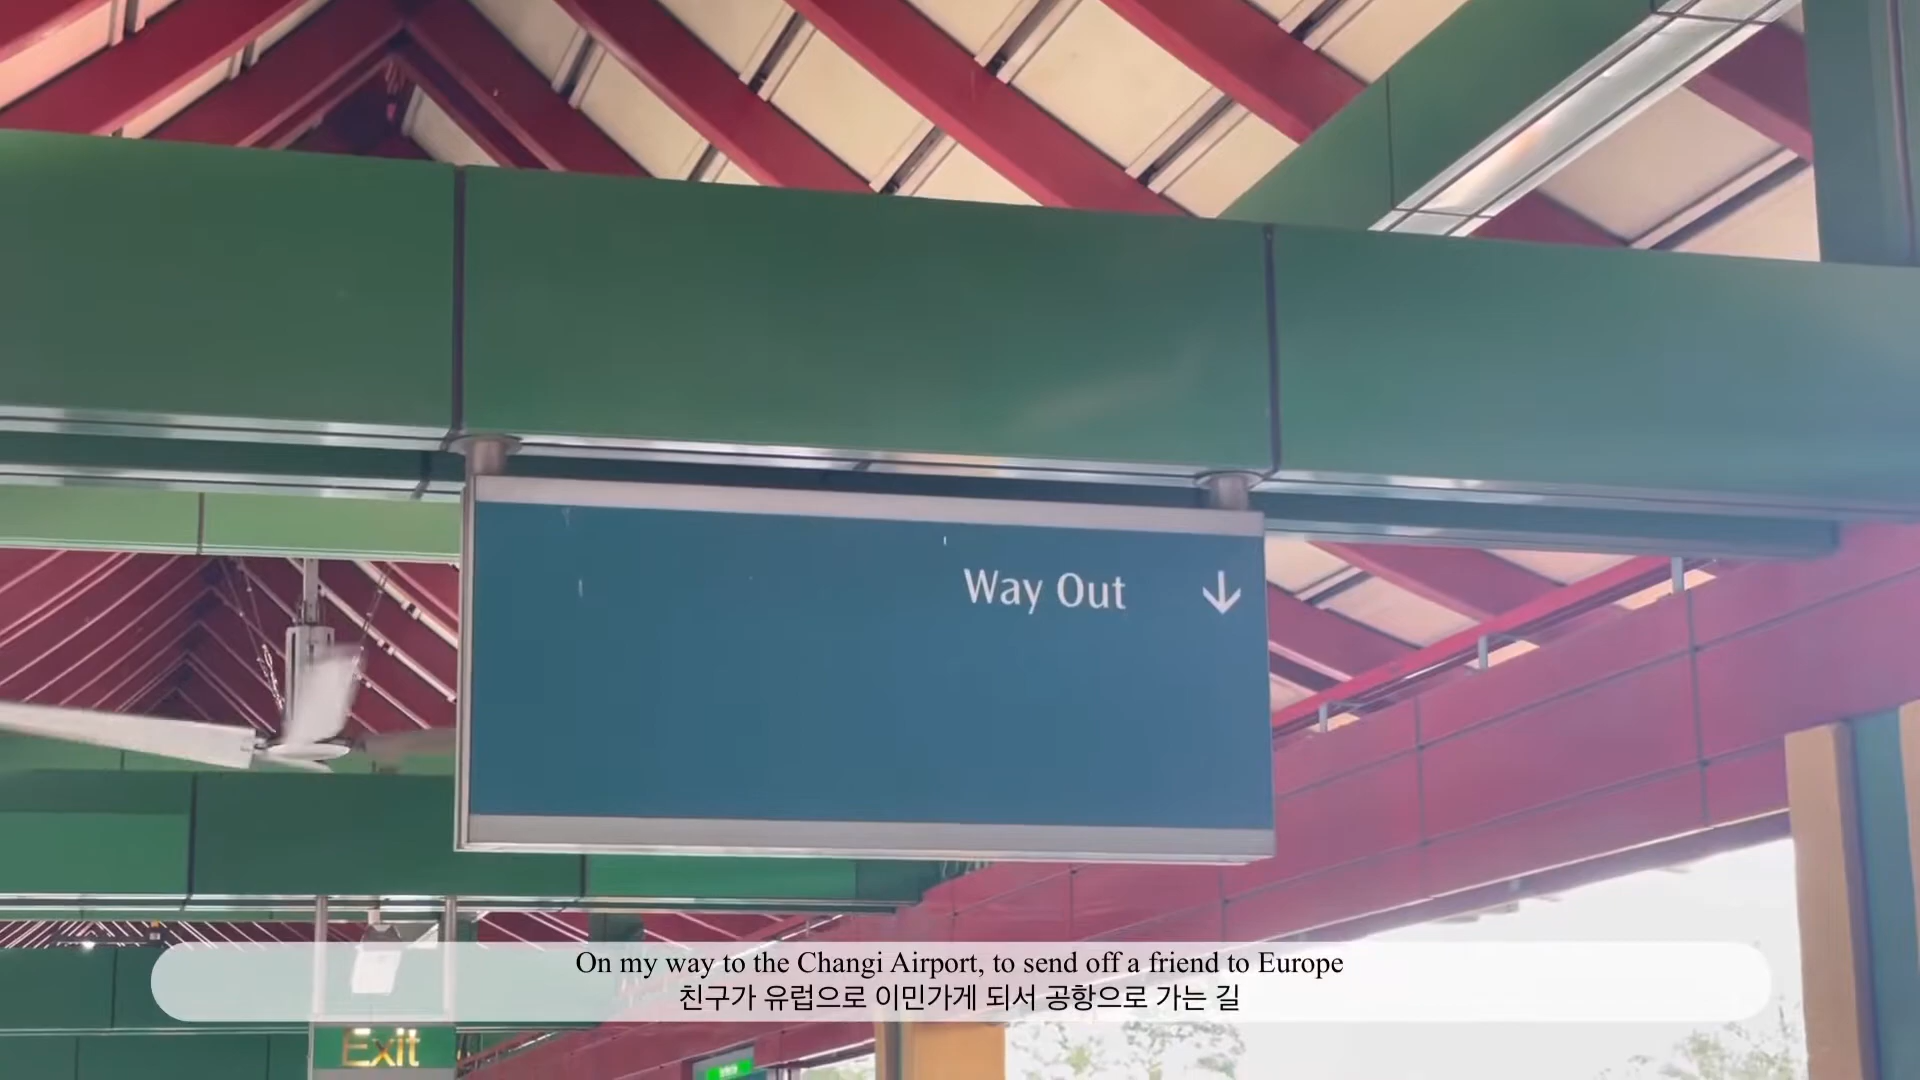 Way Out ↓
On my way to the Changi Airport, to send off a friend to Europe
친구가 유럽으로 이민가게 되서 공항으로 가는 길
Exit